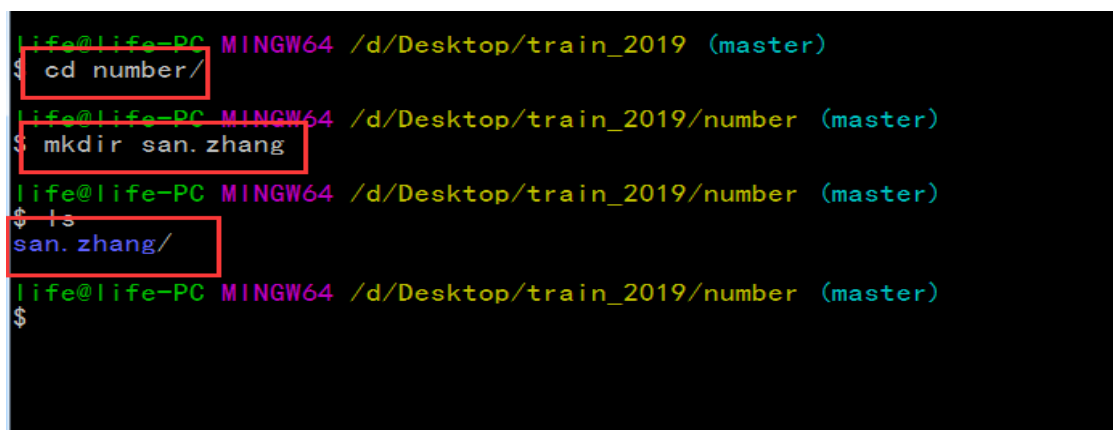 life@life-PC MINGW64 /d/Desktop/train_2019 (master)
$ cd number/
life@life-PC MINGW64 /d/Desktop/train_2019/number (master)
$ mkdir san.zhang
life@life-PC MINGW64 /d/Desktop/train_2019/number (master)
$ ls
san.zhang/
life@life-PC MINGW64 /d/Desktop/train_2019/number (master)
$